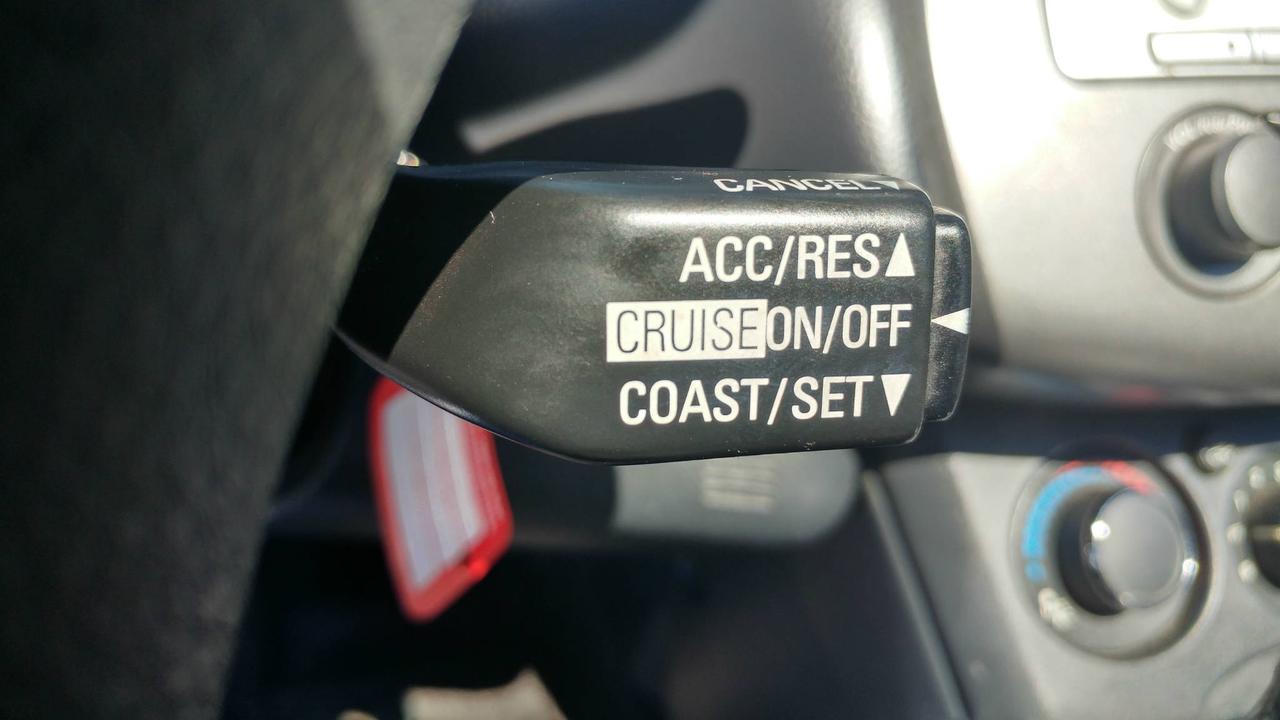 CANCEL▼
ACC/RES▲
CRUISE ON/OFF ◀
COAST/SET▼